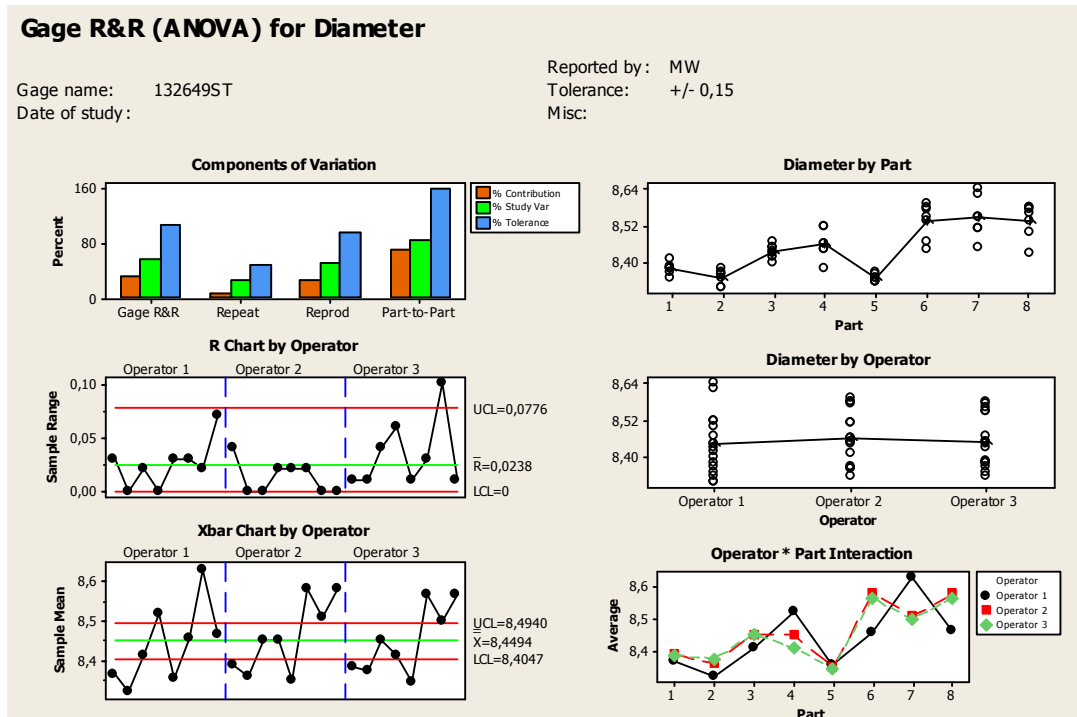 Gage R&R (ANOVA) for Diameter
Gage name: 132649ST
Date of study:
Reported by: MW
Tolerance: +/- 0,15
Misc:
Components of Variation
160
80
0
Percent
Gage R&R Repeat Reprod Part-to-Part
% Contribution
% Study Var
% Tolerance
R Chart by Operator
Operator 1 Operator 2 Operator 3
0,10
0,05
0,00
Sample Range
UCL=0,0776
R=0,0238
LCL=0
Xbar Chart by Operator
Operator 1 Operator 2 Operator 3
8,6
8,5
8,4
Sample Mean
UCL=8,4940
X=8,4494
LCL=8,4047
Diameter by Part
8,64
8,52
8,40
1 2 3 4 5 6 7 8
Part
Diameter by Operator
8,64
8,52
8,40
Operator 1 Operator 2 Operator 3
Operator
Operator * Part Interaction
8,6
8,5
8,4
Average
1 2 3 4 5 6 7 8
Part
Operator
Operator 1
Operator 2
Operator 3